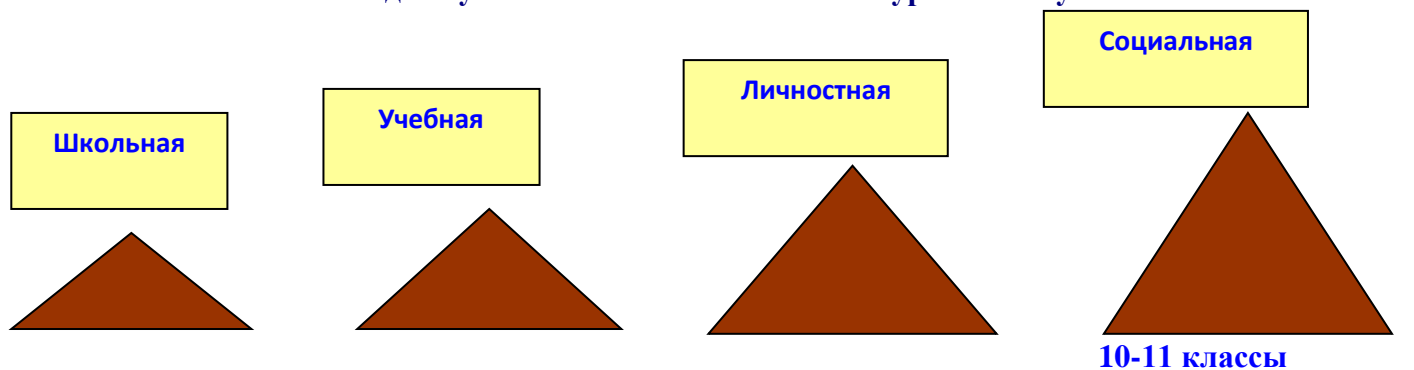 Социальная
Личностная
Учебная
Школьная
10-11 классы